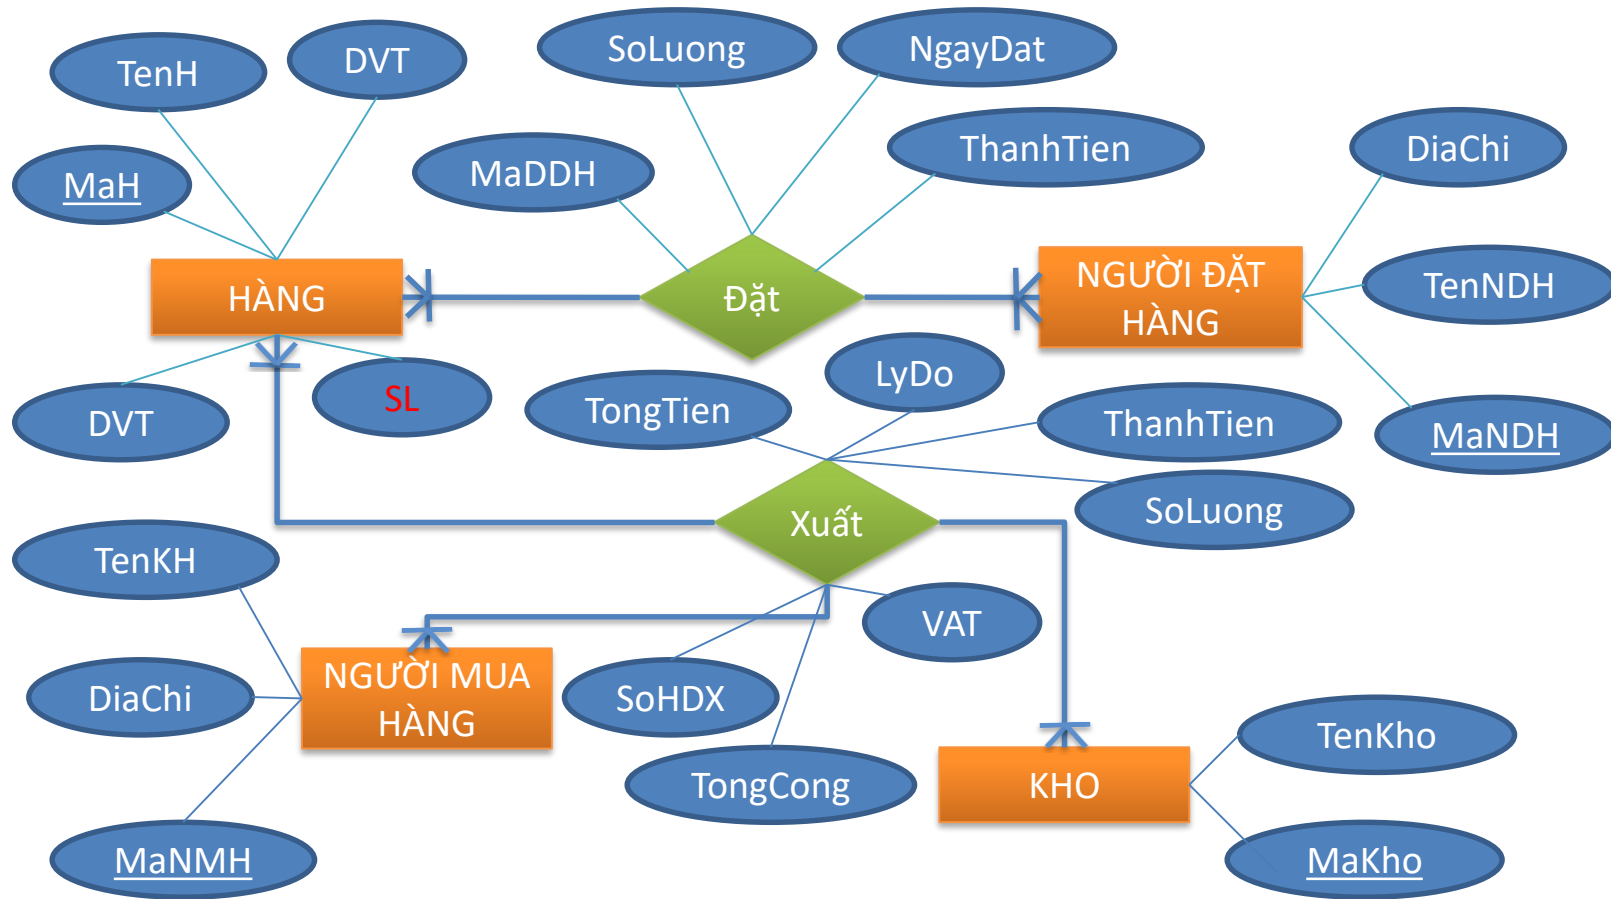 SoLuong
NgayDat
DVT
TenH
ThanhTien
DiaChi
MaDDH
MaH
NGƯỜI ĐẶT
HÀNG
TenNDH
HÀNG
Đặt
LyDo
SL
TongTien
ThanhTien
DVT
MaNDH
SoLuong
Xuất
TenKH
VAT
NGƯỜI MUA
HÀNG
DiaChi
SoHDX
TenKho
TongCong
KHO
MaNMH
MaKho